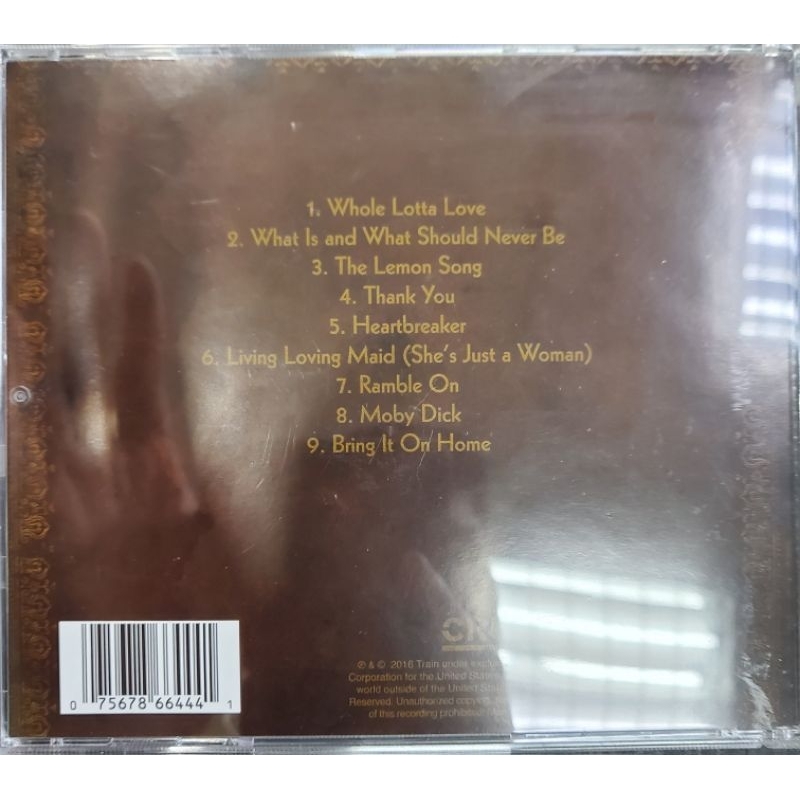 1. Whole Lotta Love
2. What Is and What Should Never Be
3. The Lemon Song
4. Thank You
5. Heartbreaker
6. Living Loving Maid (She's Just a Woman)
7. Ramble On
8. Moby Dick
9. Bring It On Home
℗ & © 2016 Train under
Corporation for the United States
world outside of the United
Reserved. Unauthorized
of this recording prohibited
0 75678 66444 1